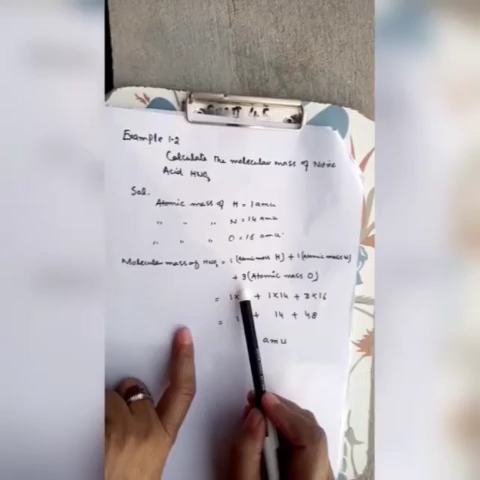 Example 1.2
Calculate the molecular mass of Nitric
Acid HNO3
Sol.
Atomic mass of H = 1 amu
" " " N = 14 amu
" " " O = 16 amu
Molecular mass of HNO3 = 1 (Atomic mass H) + 1 (Atomic mass N)
+ 3 (Atomic mass O)
= 1× + 1×14 + 3×16
= 1 + 14 + 48
amu